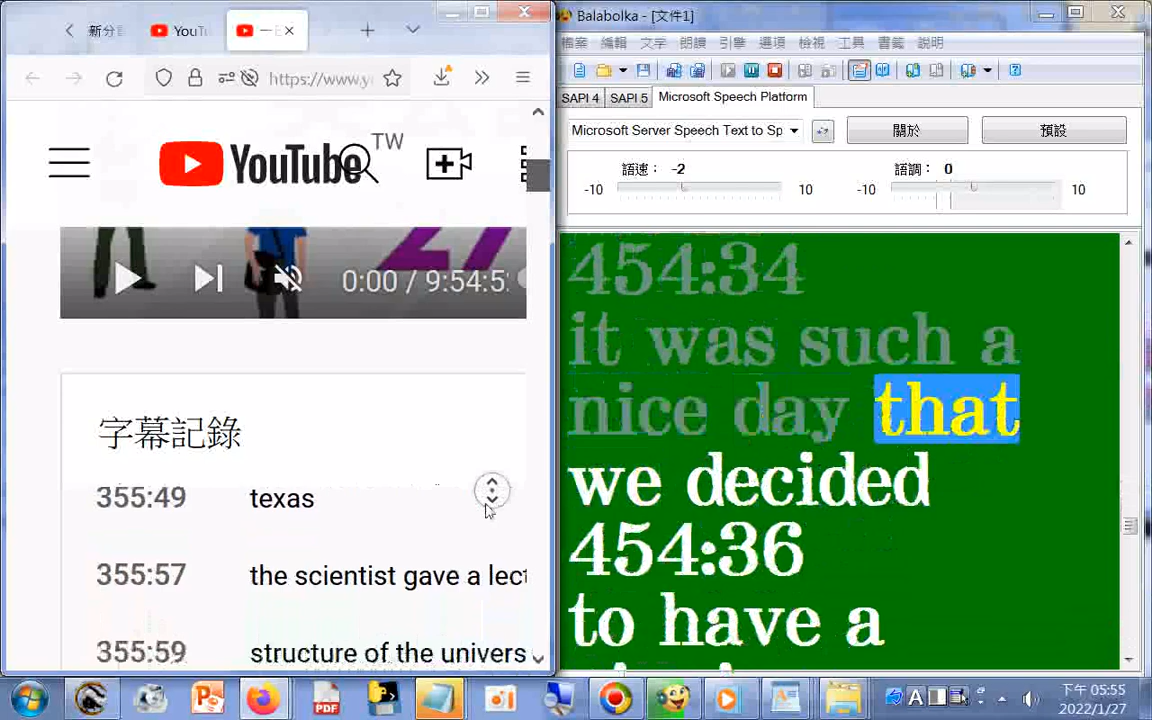 新分
YouTu
一 E
https://www.y
YouTube TW
27
0:00 / 9:54:5
字幕記錄
355:49 texas
355:57 the scientist gave a lect
355:59 structure of the univers
Balabolka - [文件1]
檔案 編輯 文字 朗讀 引擎 選項 檢視 工具 書籤 說明
SAPI 4 SAPI 5 Microsoft Speech Platform
Microsoft Server Speech Text to Sp 關於 預設
語速： -2 語調： 0
-10 10 -10 10
454:34
it was such a
nice day that
we decided
454:36
to have a
PDF
A
下午 05:55
2022/1/27